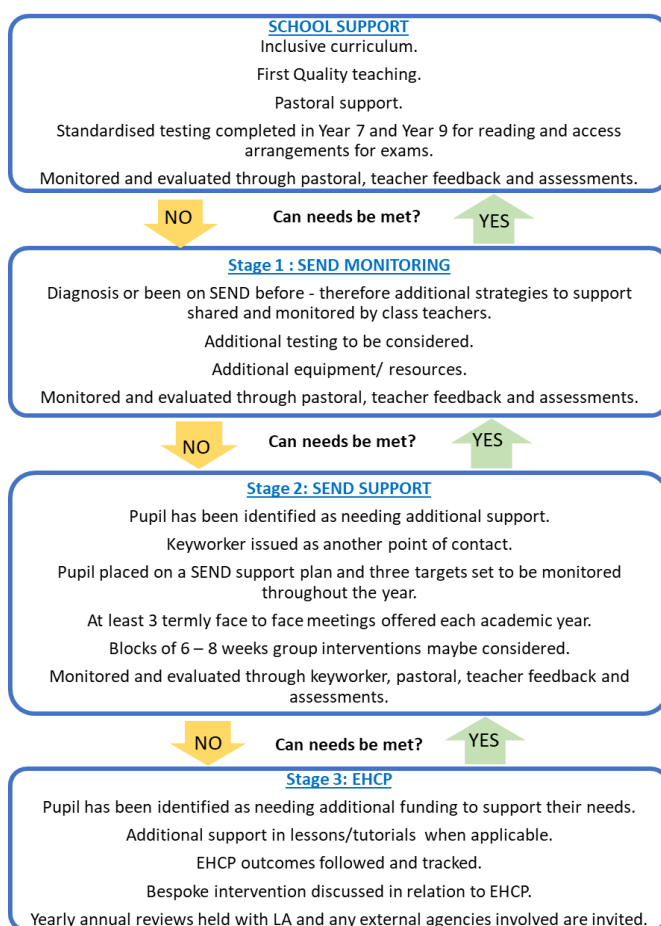 SCHOOL SUPPORT
Inclusive curriculum.
First Quality teaching.
Pastoral support.
Standardised testing completed in Year 7 and Year 9 for reading and access
arrangements for exams.
Monitored and evaluated through pastoral, teacher feedback and assessments.
NO Can needs be met? YES
Stage 1 : SEND MONITORING
Diagnosis or been on SEND before - therefore additional strategies to support
shared and monitored by class teachers.
Additional testing to be considered.
Additional equipment/ resources.
Monitored and evaluated through pastoral, teacher feedback and assessments.
NO Can needs be met? YES
Stage 2: SEND SUPPORT
Pupil has been identified as needing additional support.
Keyworker issued as another point of contact.
Pupil placed on a SEND support plan and three targets set to be monitored
throughout the year.
At least 3 termly face to face meetings offered each academic year.
Blocks of 6 – 8 weeks group interventions maybe considered.
Monitored and evaluated through keyworker, pastoral, teacher feedback and
assessments.
NO Can needs be met? YES
Stage 3: EHCP
Pupil has been identified as needing additional funding to support their needs.
Additional support in lessons/tutorials when applicable.
EHCP outcomes followed and tracked.
Bespoke intervention discussed in relation to EHCP.
Yearly annual reviews held with LA and any external agencies involved are invited.